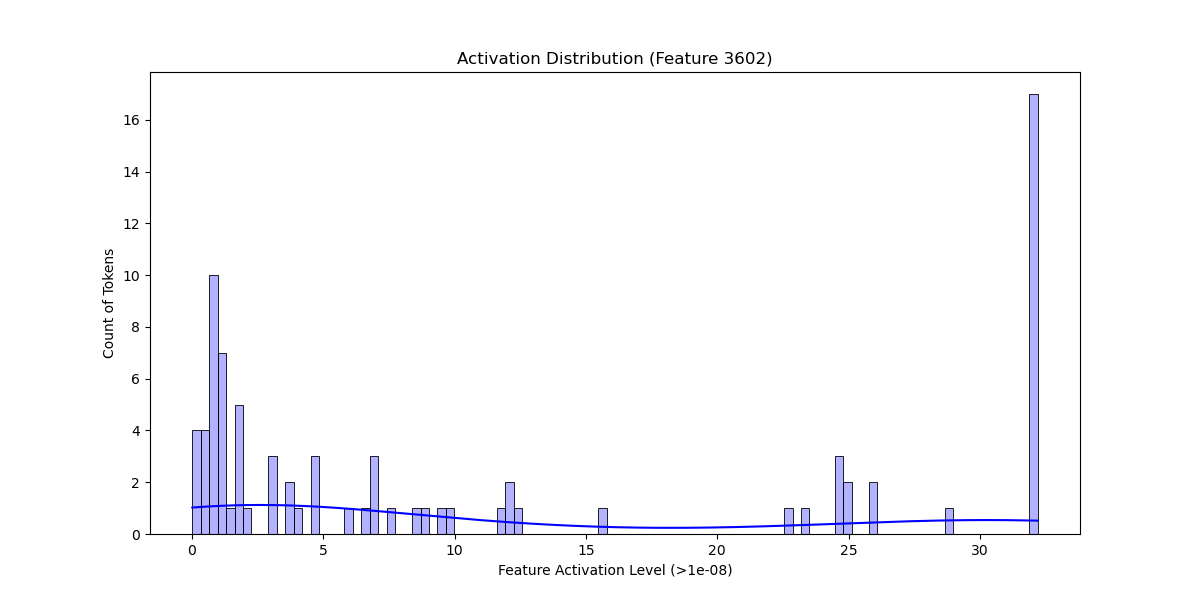 Activation Distribution (Feature 3602)
Count of Tokens
16
14
12
10
8
6
4
2
0
0 5 10 15 20 25 30
Feature Activation Level (>1e-08)